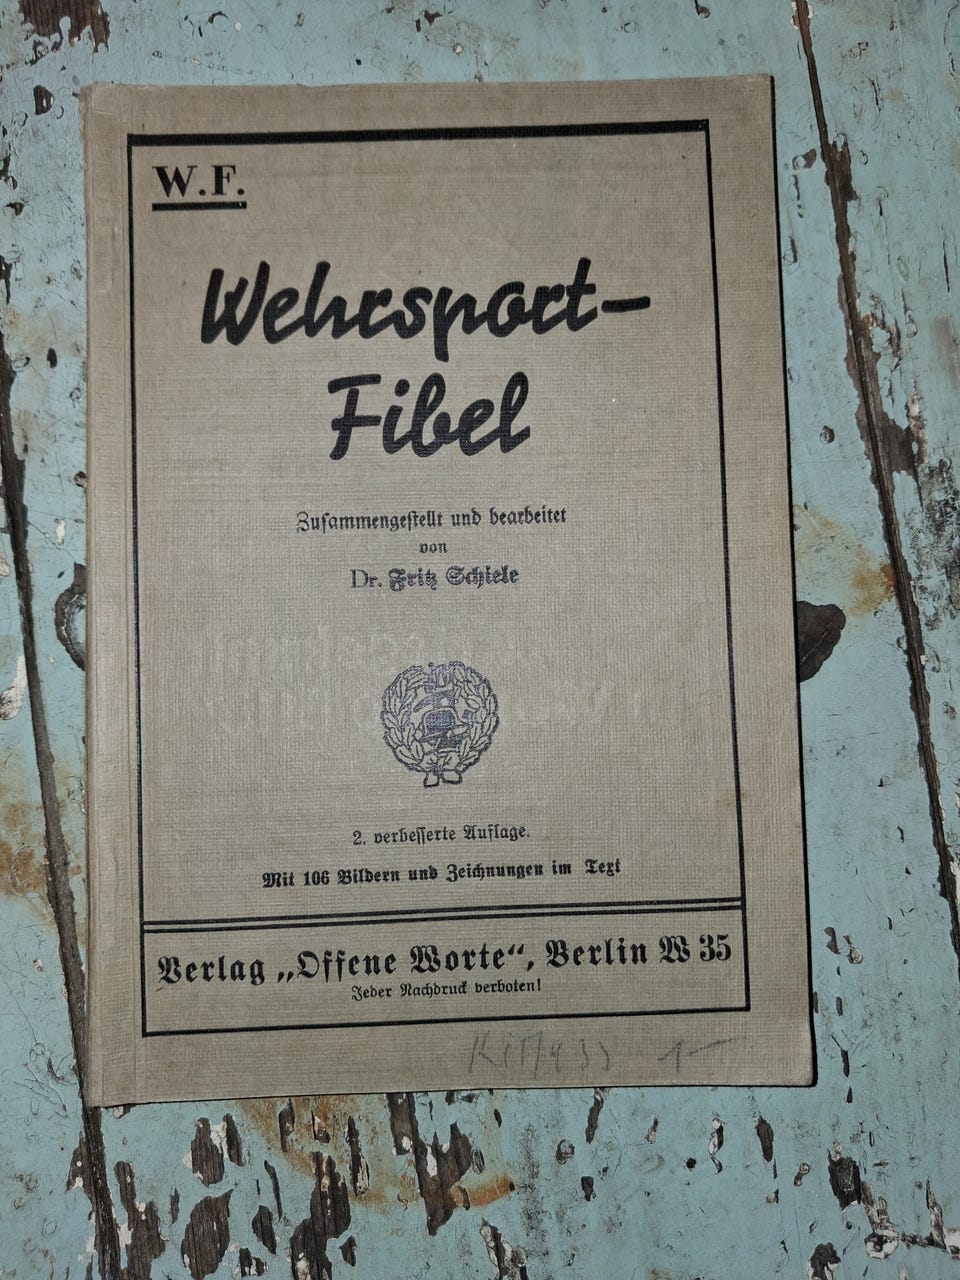 W.F.
Wehrsport-
Fibel
Zusammengestellt und bearbeitet
von
Dr. Fritz Schiele
2. verbesserte Auflage.
Mit 106 Bildern und Zeichnungen im Text
Verlag „Offene Worte“, Berlin W 35
Jeder Nachdruck verboten!